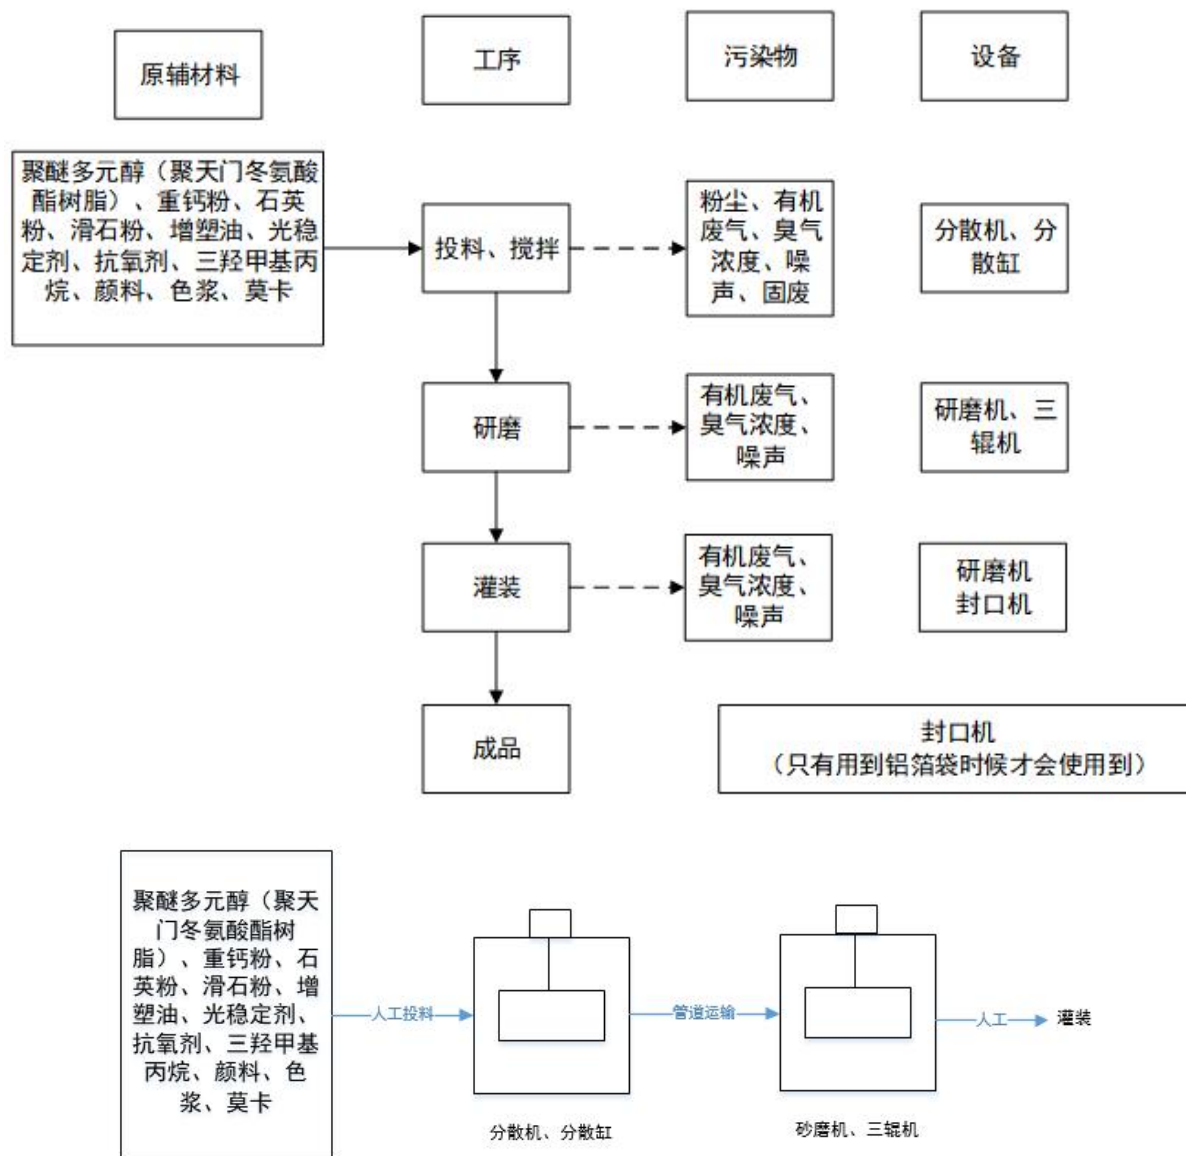 原辅材料
工序
污染物
设备
聚醚多元醇（聚天门冬氨酸
酯树脂）、重钙粉、石英
粉、滑石粉、增塑油、光稳
定剂、抗氧剂、三羟甲基丙
烷、颜料、色浆、莫卡
投料、搅拌
粉尘、有机
废气、臭气
浓度、噪
声、固废
分散机、分
散缸
研磨
有机废气、
臭气浓度、
噪声
研磨机、三
辊机
灌装
有机废气、
臭气浓度、
噪声
研磨机
封口机
成品
封口机
（只有用到铝箔袋时候才会使用到）
聚醚多元醇（聚天
门冬氨酸酯树
脂）、重钙粉、石
英粉、滑石粉、增
塑油、光稳定剂、
抗氧剂、三羟甲基
丙烷、颜料、色
浆、莫卡
人工投料
分散机、分散缸
管道运输
砂磨机、三辊机
人工
灌装